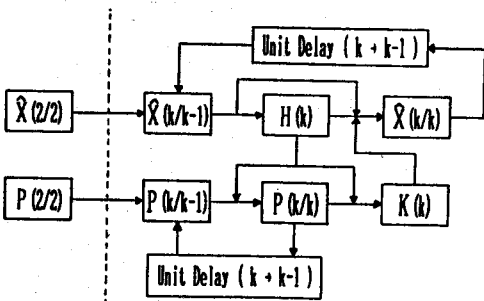 Unit Delay ( k → k-1)
X̂(2/2)
X̂(k/k-1)
H(k)
X̂(k/k)
P(2/2)
P(k/k-1)
P(k/k)
K(k)
Unit Delay ( k → k-1)